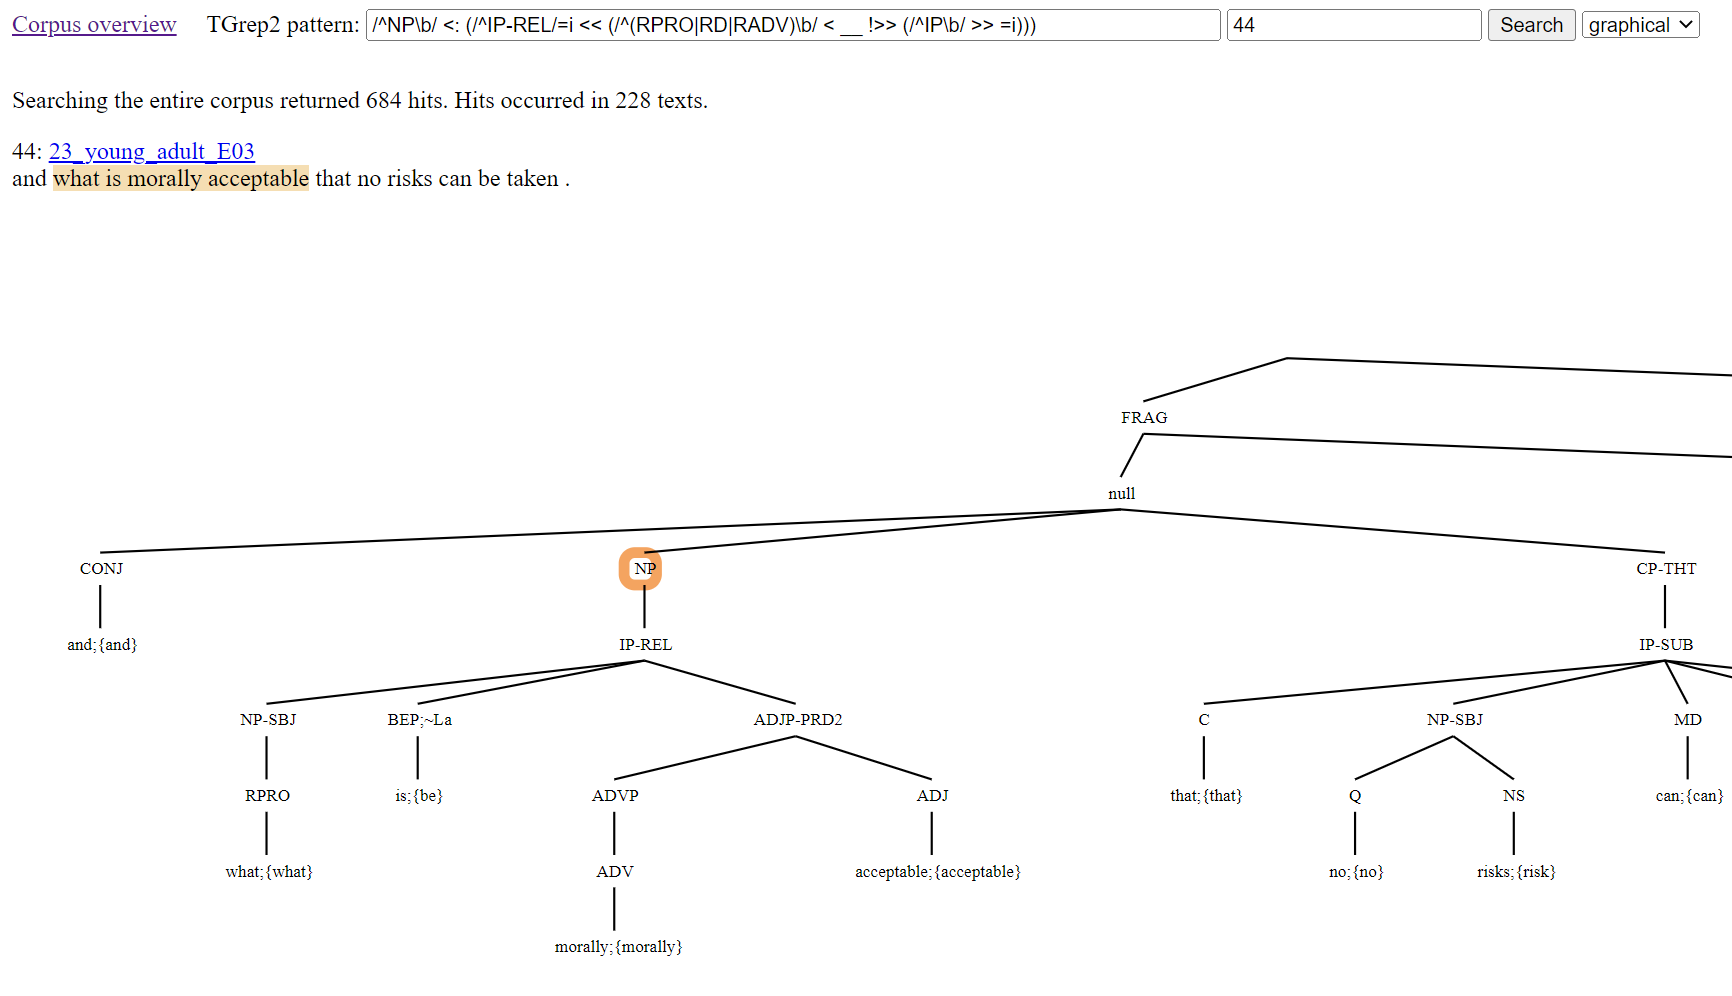 Corpus overview TGrep2 pattern: /^NP\b/ <: (/^IP-REL/=i << (/^(RPRO|RD|RADV)\b/ < __ !>> (/^IP\b/ >> =i))) 44 Search graphical
Searching the entire corpus returned 684 hits. Hits occurred in 228 texts.
44: 23_young_adult_E03
and what is morally acceptable that no risks can be taken .
FRAG
null
CONJ NP CP-THT
and;{and} IP-REL IP-SUB
NP-SBJ BEP;~La ADJP-PRD2 C NP-SBJ MD
RPRO is;{be} ADVP ADJ that;{that} Q NS can;{can}
what;{what} ADV acceptable;{acceptable} no;{no} risks;{risk}
morally;{morally}